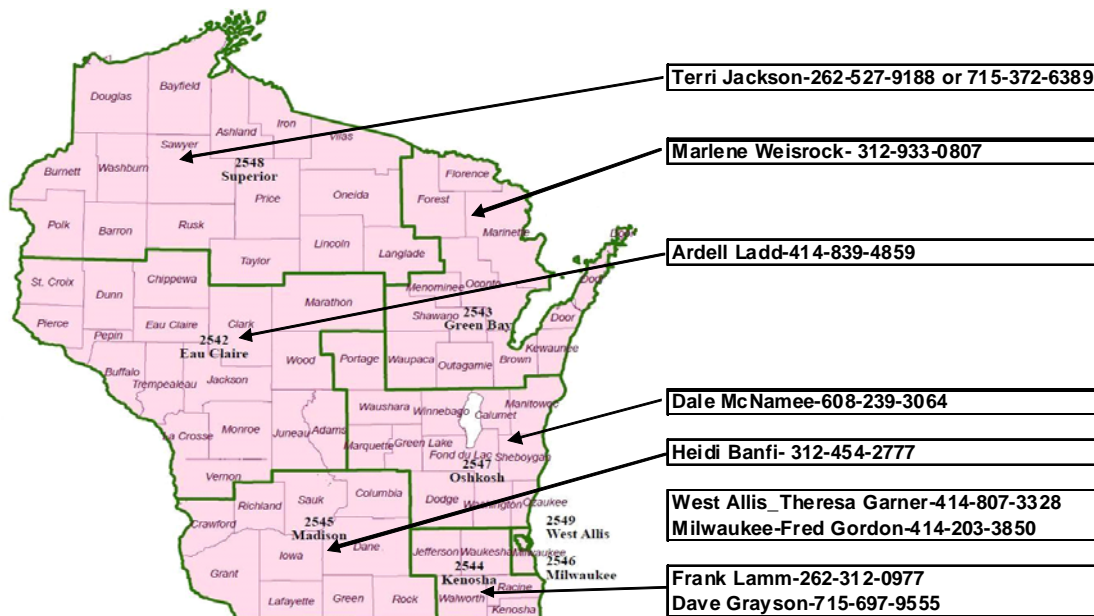 Terri Jackson-262-527-9188 or 715-372-6389
Marlene Weisrock- 312-933-0807
Ardell Ladd-414-839-4859
Dale McNamee-608-239-3064
Heidi Banfi- 312-454-2777
West Allis_Theresa Garner-414-807-3328
Milwaukee-Fred Gordon-414-203-3850
Frank Lamm-262-312-0977
Dave Grayson-715-697-9555
Douglas
Bayfield
Ashland
Iron
Vilas
Sawyer
Washburn
Burnett
2548
Superior
Florence
Forest
Oneida
Price
Polk
Barron
Rusk
Marinette
Lincoln
Langlade
Taylor
Door
St. Croix
Dunn
Chippewa
Marathon
Menominee
Oconto
Door
Pierce
Pepin
Eau Claire
Clark
2542
Eau Claire
Shawano
2543
Green Bay
Door
Kewaunee
Wood
Portage
Waupaca
Outagamie
Brown
Buffalo
Trempealeau
Jackson
Waushara
Winnebago
Calumet
Manitowoc
La Crosse
Monroe
Juneau
Adams
Marquette
Green Lake
Fond du Lac
Sheboygan
2547
Oshkosh
Vernon
Richland
Sauk
Columbia
Dodge
Washington
Ozaukee
Crawford
2545
Madison
Iowa
Dane
Jefferson
Waukesha
Milwaukee
2549
West Allis
2546
Milwaukee
Grant
Lafayette
Green
Rock
2544
Kenosha
Walworth
Racine
Kenosha